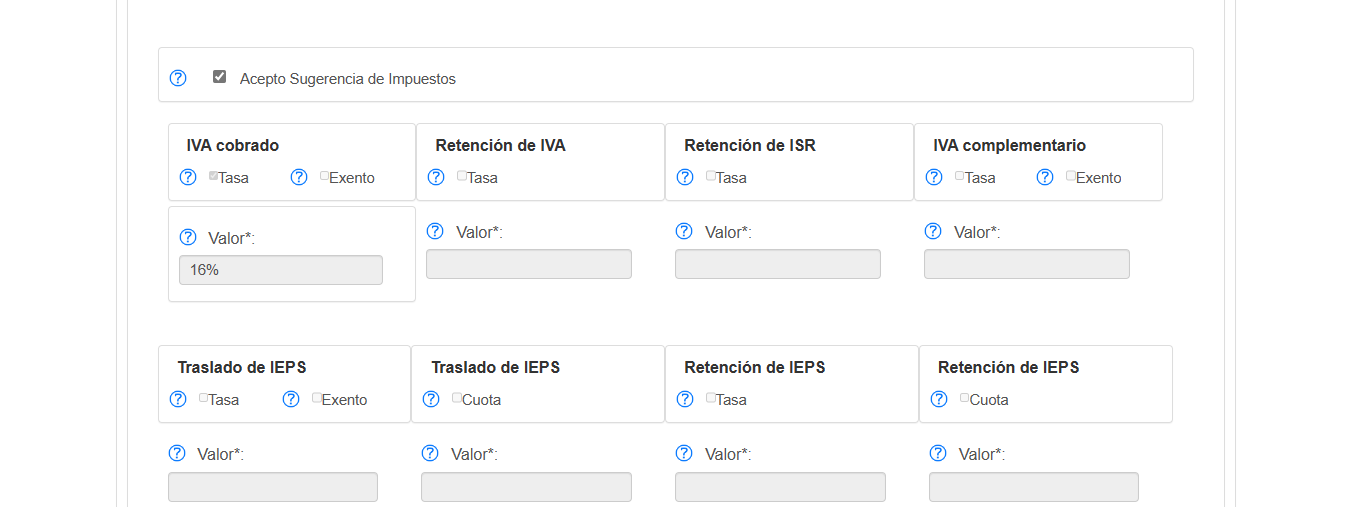 Acepto Sugerencia de Impuestos
IVA cobrado Retención de IVA Retención de ISR IVA complementario
? Tasa ? Exento ? Tasa ? Tasa ? Tasa ? Exento
? Valor*: ? Valor*: ? Valor*: ? Valor*:
16%
Traslado de IEPS Traslado de IEPS Retención de IEPS Retención de IEPS
? Tasa ? Exento ? Cuota ? Tasa ? Cuota
? Valor*: ? Valor*: ? Valor*: ? Valor*: